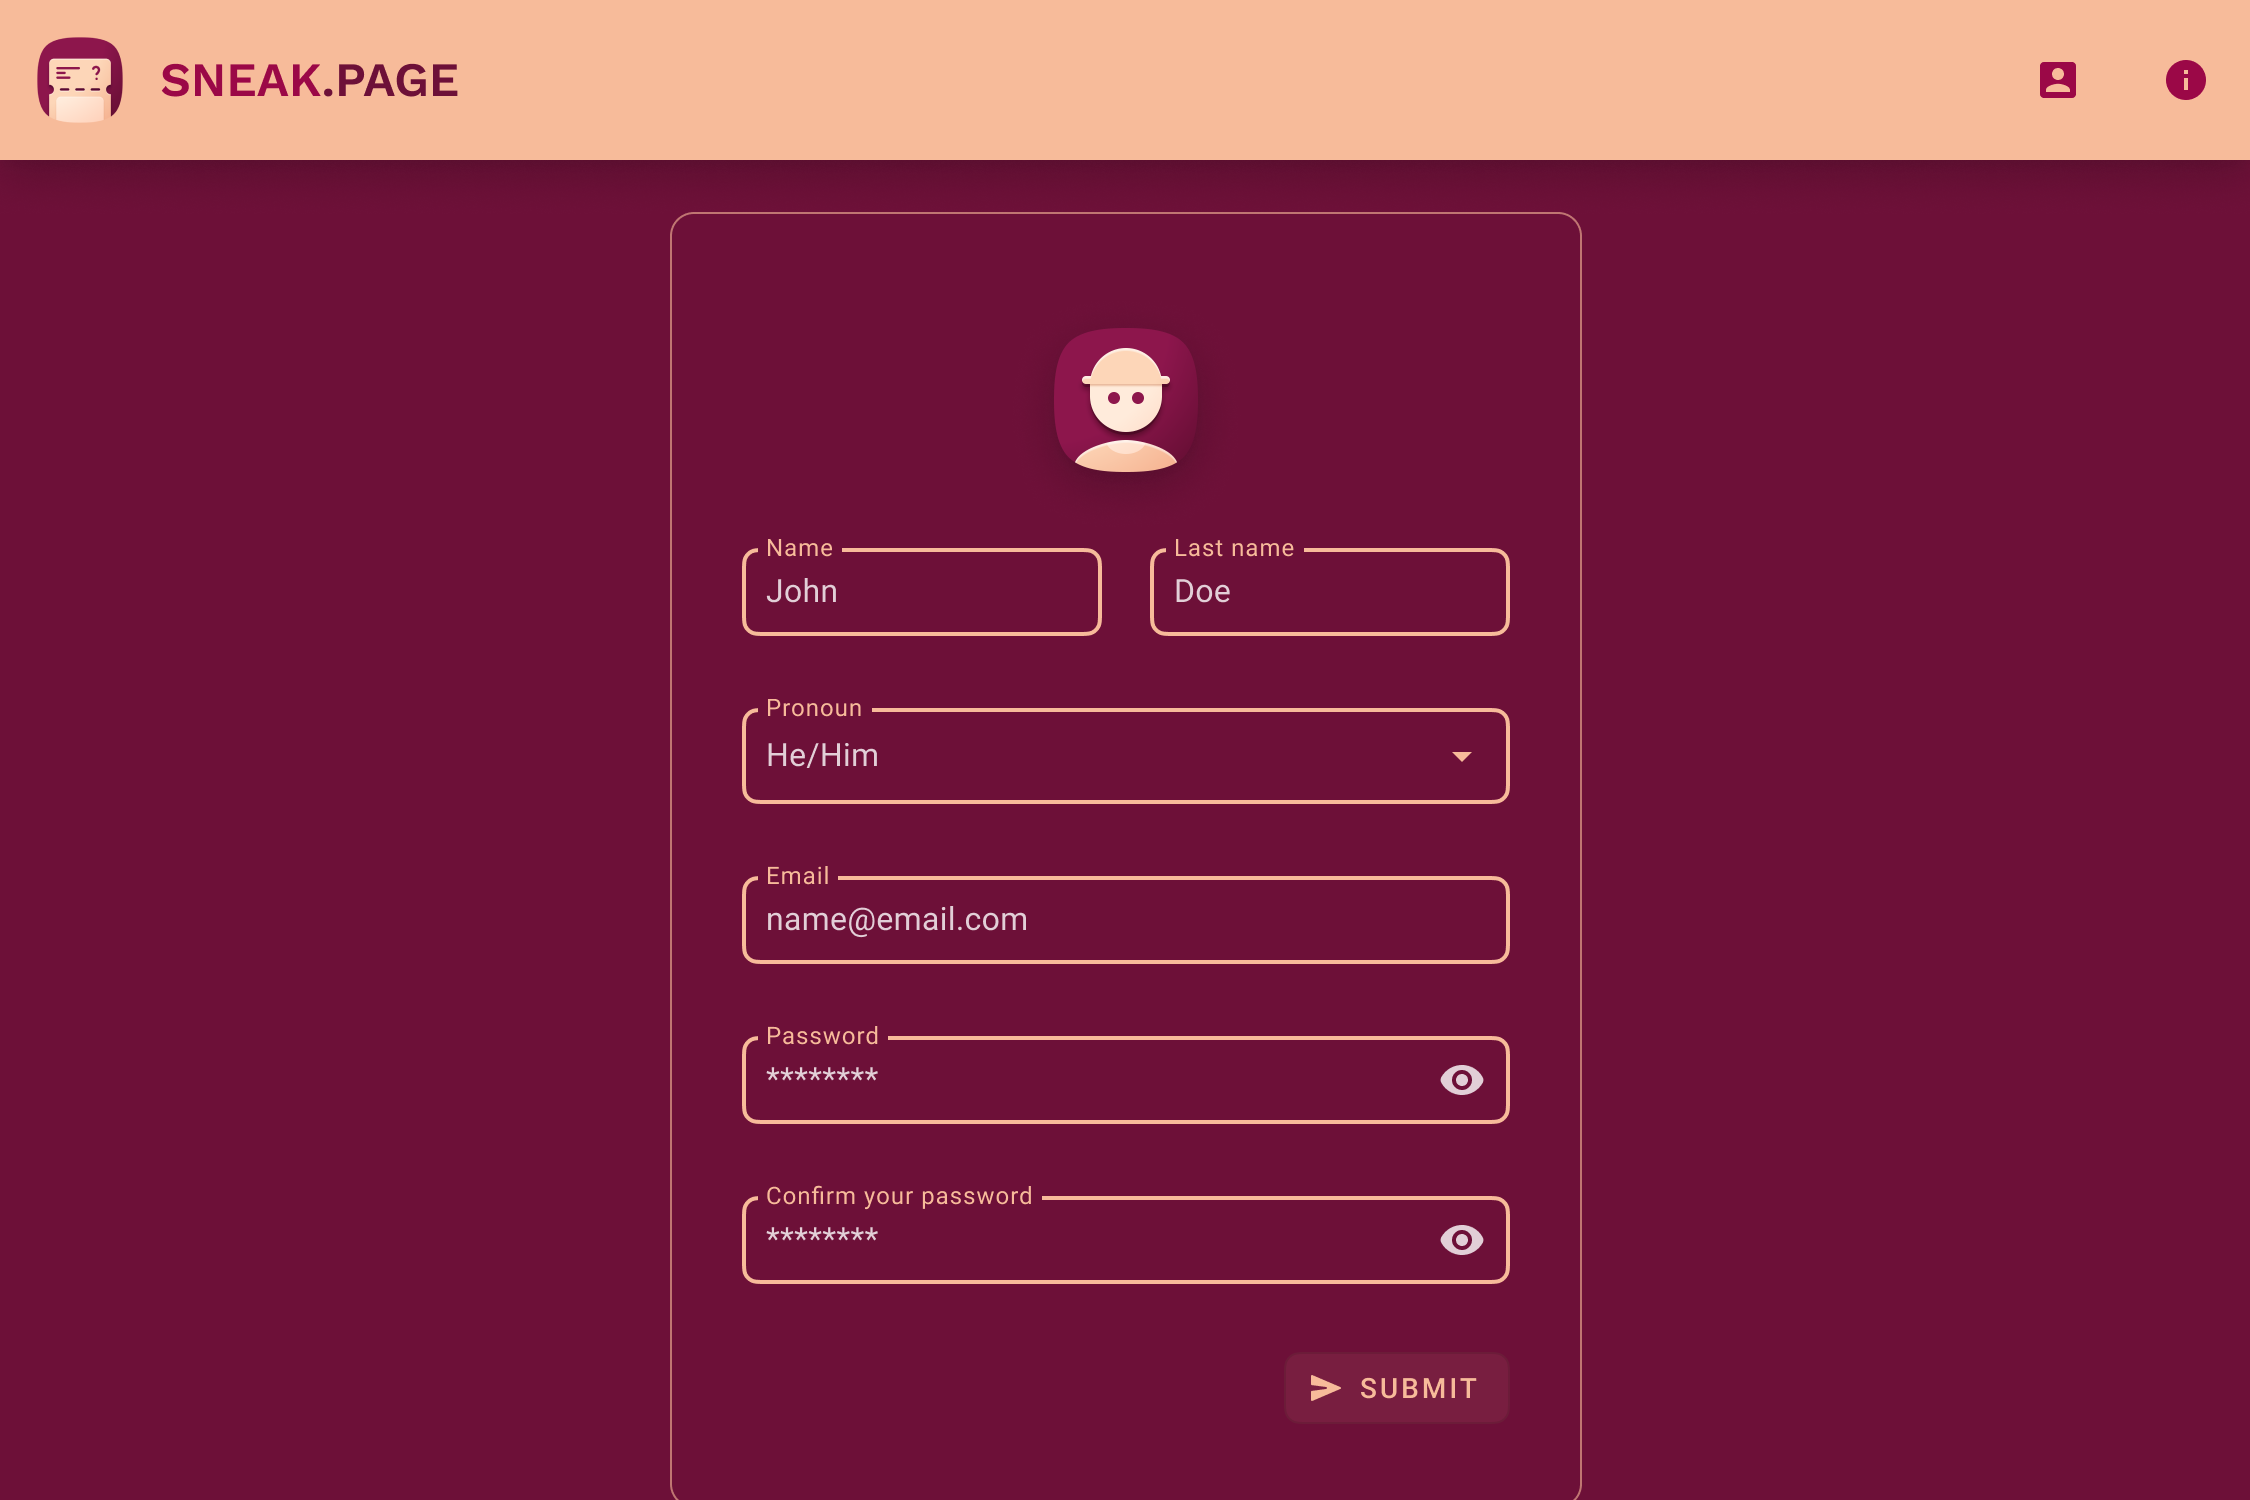 SNEAK.PAGE
Name
John
Last name
Doe
Pronoun
He/Him
Email
name@email.com
Password
********
Confirm your password
********
SUBMIT